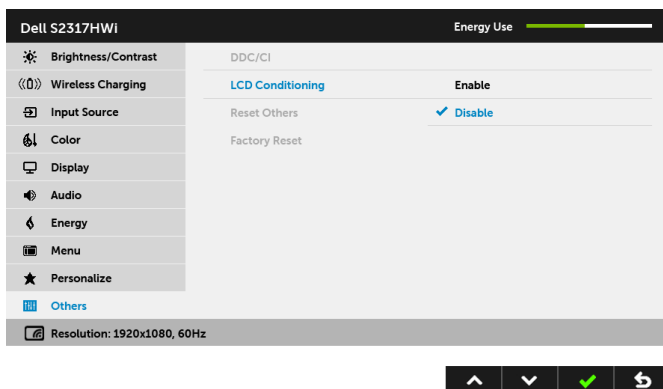 Dell S2317HWi Energy Use
Brightness/Contrast DDC/CI
Wireless Charging LCD Conditioning Enable
Input Source Reset Others Disable
Color Factory Reset
Display
Audio
Energy
Menu
Personalize
Others
Resolution: 1920x1080, 60Hz